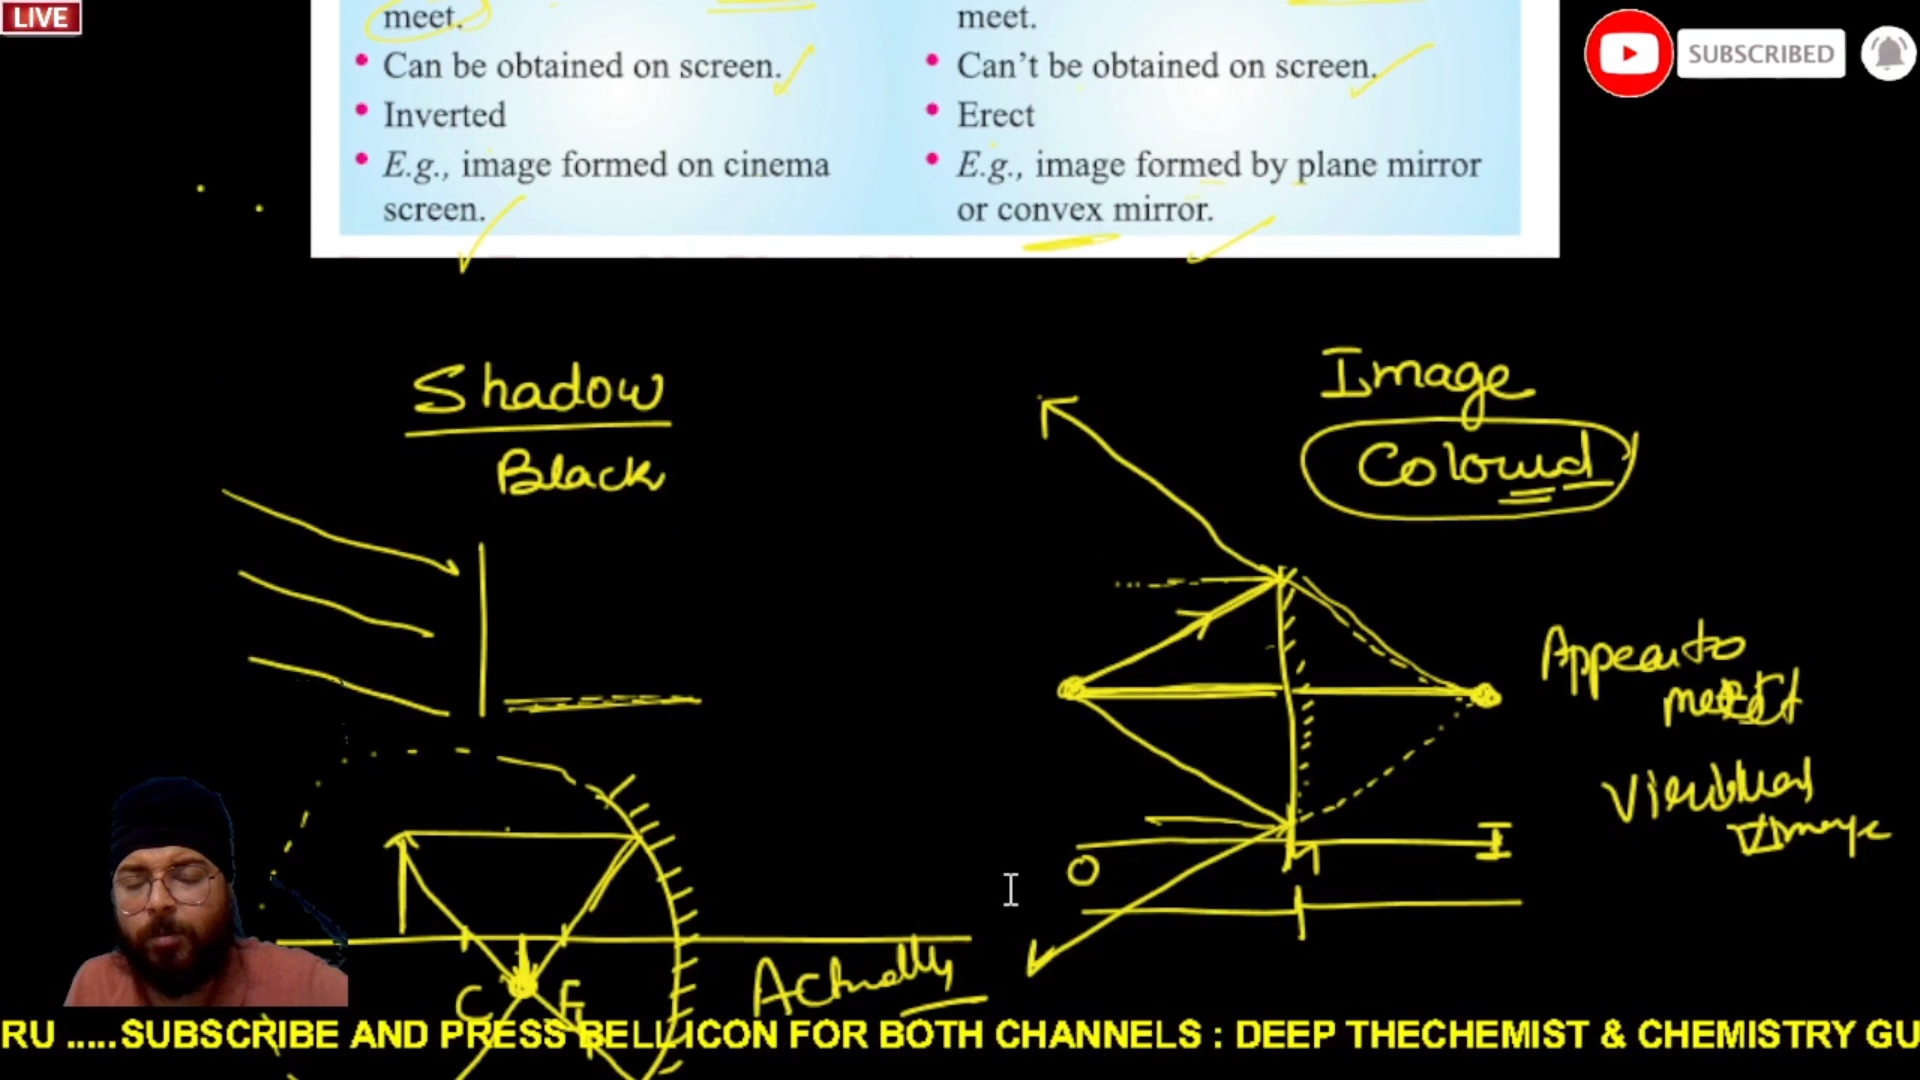 LIVE
meet.
• Can be obtained on screen.
• Inverted
• E.g., image formed on cinema
screen.
meet.
• Can't be obtained on screen.
• Erect
• E.g., image formed by plane mirror
or convex mirror.
SUBSCRIBED
Shadow
Black
Image
Coloured
Appear to
meet
Virtual
Image
O
M
I
C
F
Actually
RU .....SUBSCRIBE AND PRESS BELL ICON FOR BOTH CHANNELS : DEEP THECHEMIST & CHEMISTRY GU